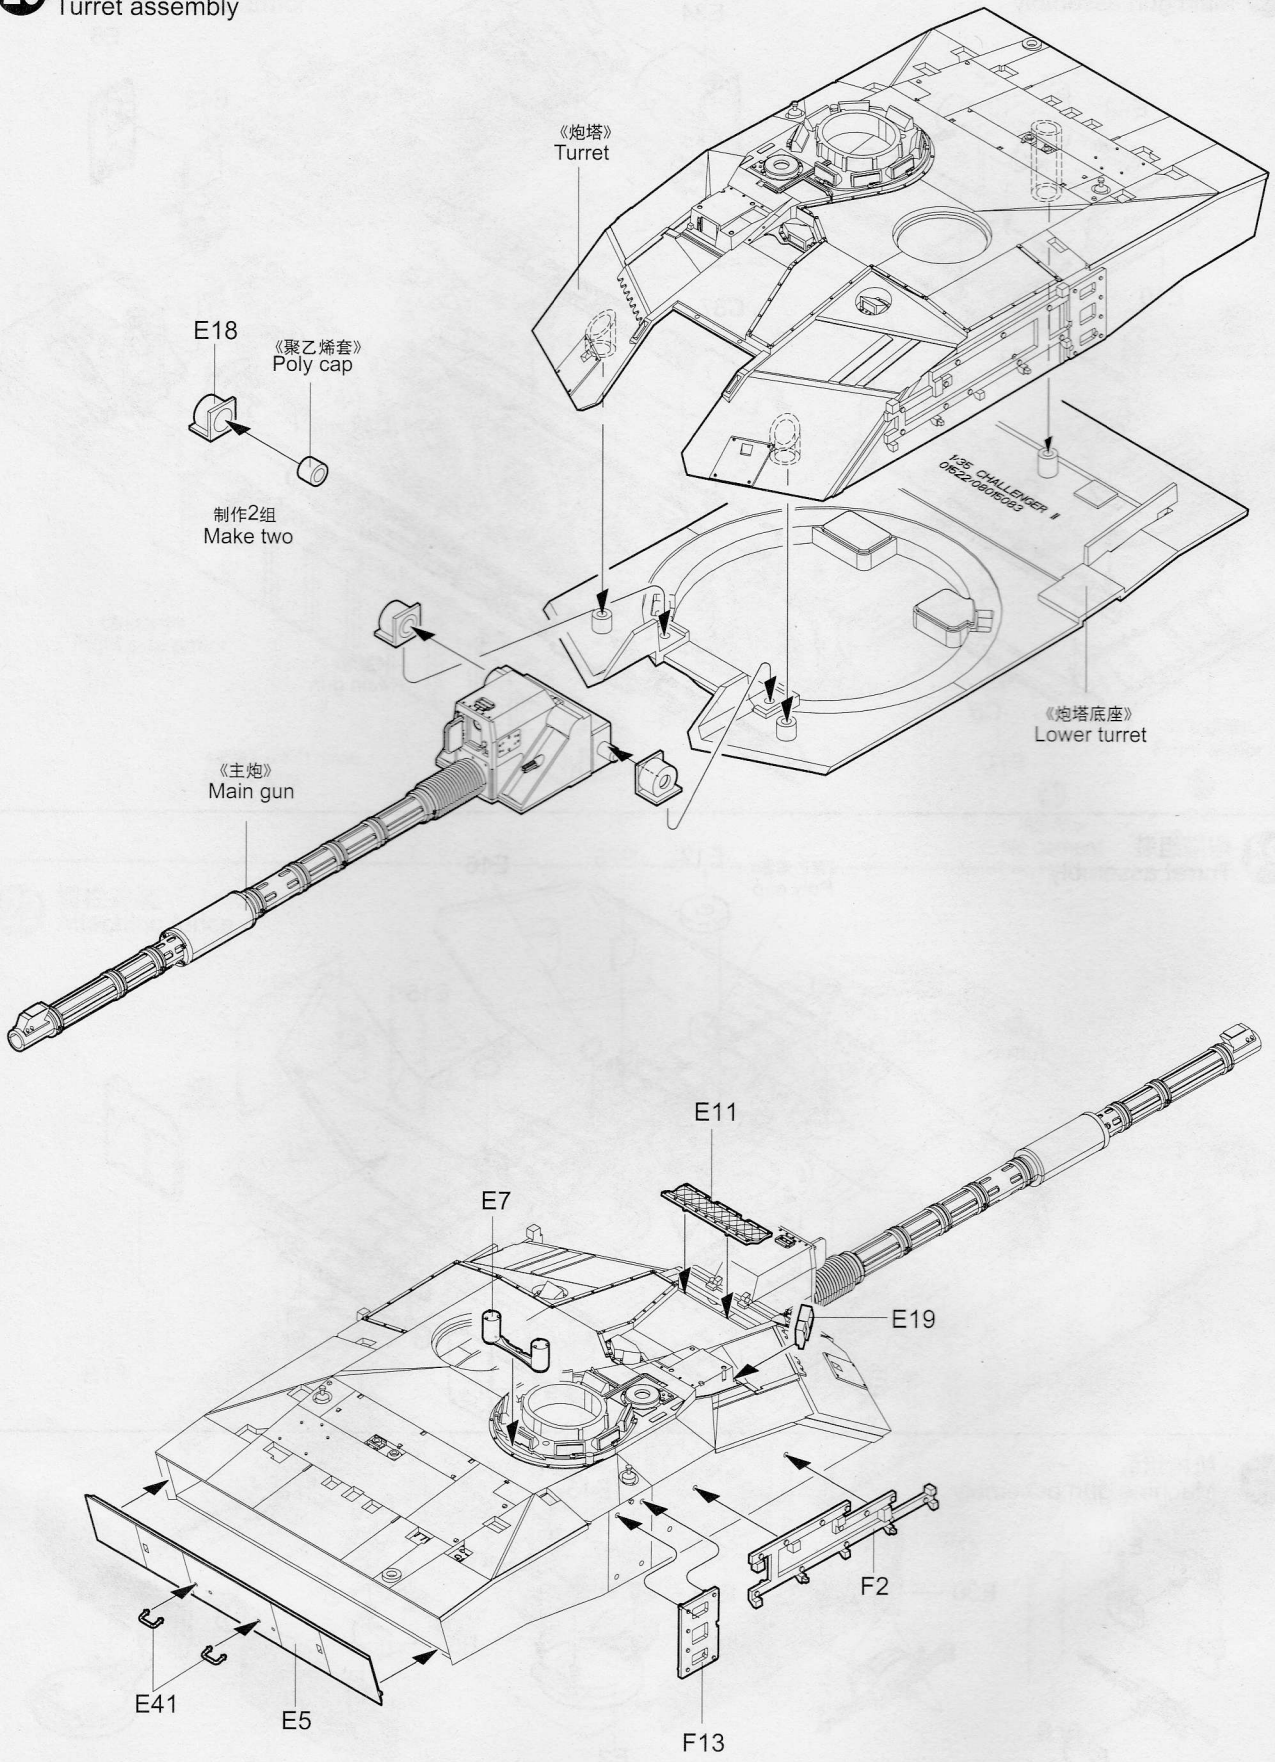 Turret assembly
《炮塔》
Turret
E18
《聚乙烯套》
Poly cap
制作2组
Make two
1/35 CHALLENGER II
01522/08015083
《炮塔底座》
Lower turret
《主炮》
Main gun
E11
E7
E19
F2
E41
E5
F13